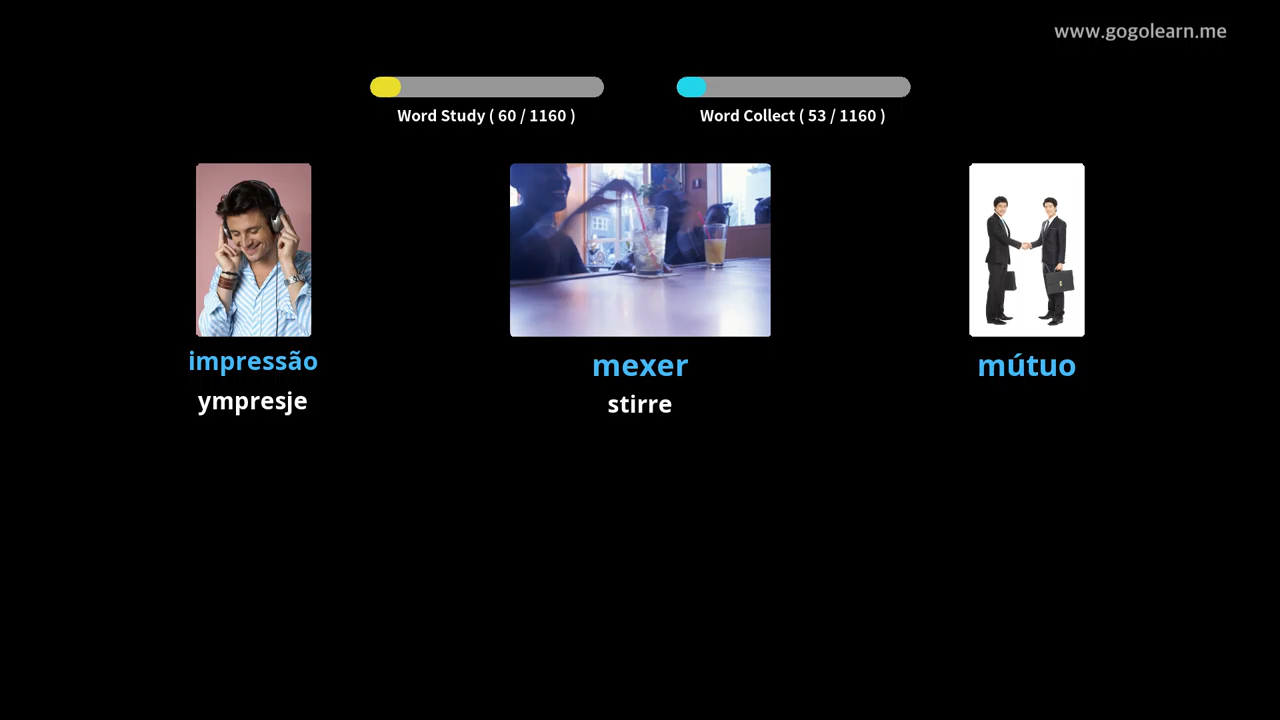 www.gogolearn.me
Word Study ( 60 / 1160 )
Word Collect ( 53 / 1160 )
impressão
ympresje
mexer
stirre
mútuo